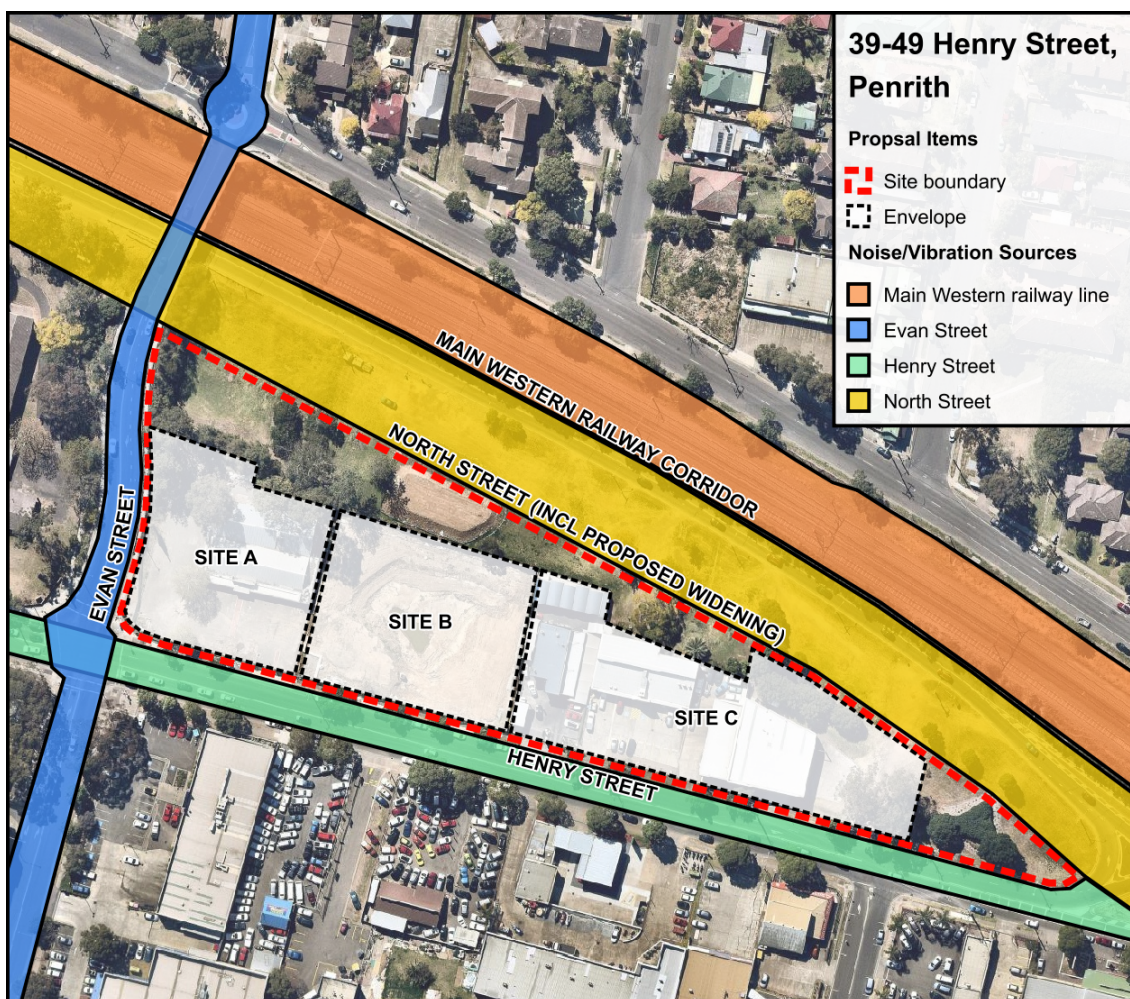 39-49 Henry Street,
Penrith
Propsal Items
Site boundary
Envelope
Noise/Vibration Sources
Main Western railway line
Evan Street
Henry Street
North Street
MAIN WESTERN RAILWAY CORRIDOR
NORTH STREET (INCL PROPOSED WIDENING)
EVAN STREET
SITE A
SITE B
SITE C
HENRY STREET